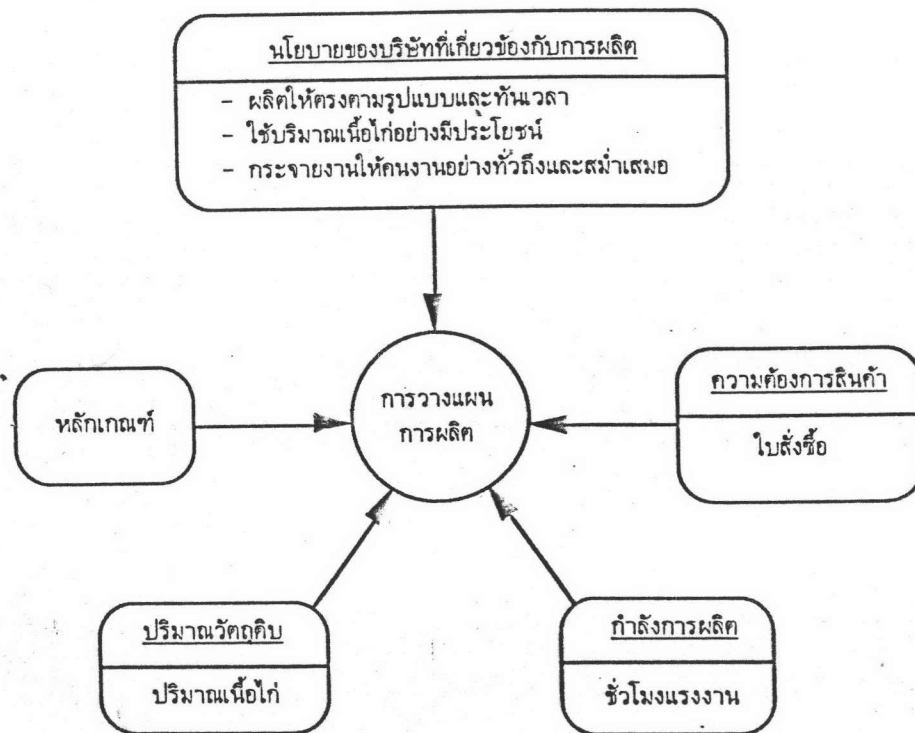 นโยบายของบริษัทที่เกี่ยวข้องกับการผลิต
- ผลิตให้ตรงตามรูปแบบและทันเวลา
- ใช้ปริมาณเนื้อไก่อย่างมีประโยชน์
- กระจายงานให้คนงานอย่างทั่วถึงและสม่ำเสมอ
หลักเกณฑ์
การวางแผน
การผลิต
ความต้องการสินค้า
ใบสั่งซื้อ
ปริมาณวัตถุดิบ
ปริมาณเนื้อไก่
กำลังการผลิต
ชั่วโมงแรงงาน